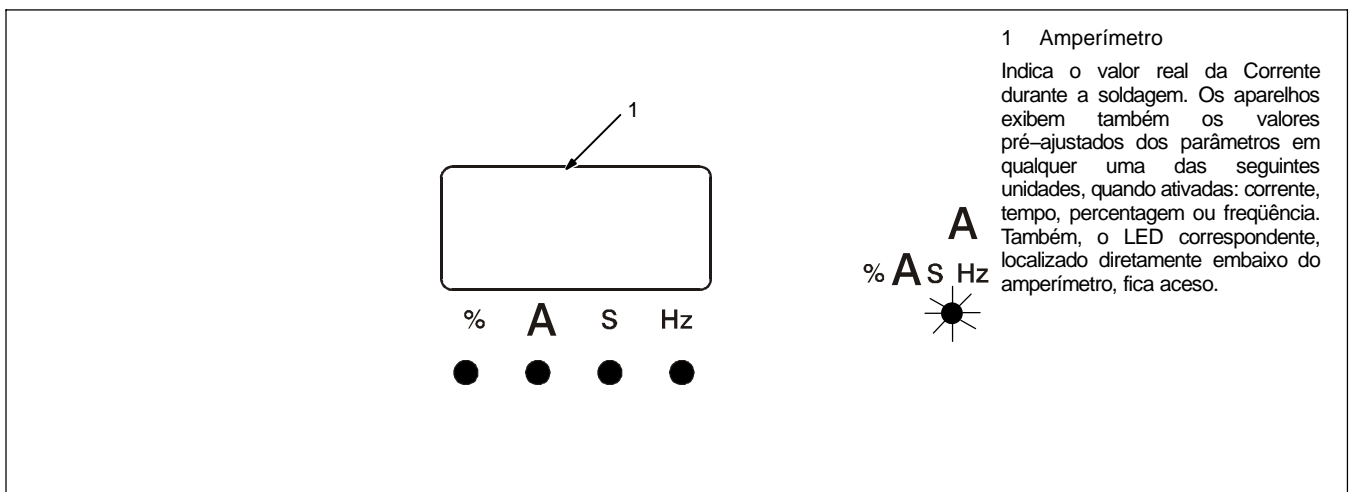 1 Amperímetro
Indica o valor real da Corrente
durante a soldagem. Os aparelhos
exibem também os valores
pré–ajustados dos parâmetros em
qualquer uma das seguintes
unidades, quando ativadas: corrente,
tempo, percentagem ou freqüência.
Também, o LED correspondente,
localizado diretamente embaixo do
amperímetro, fica aceso.
1
% A S Hz
A
% A S Hz